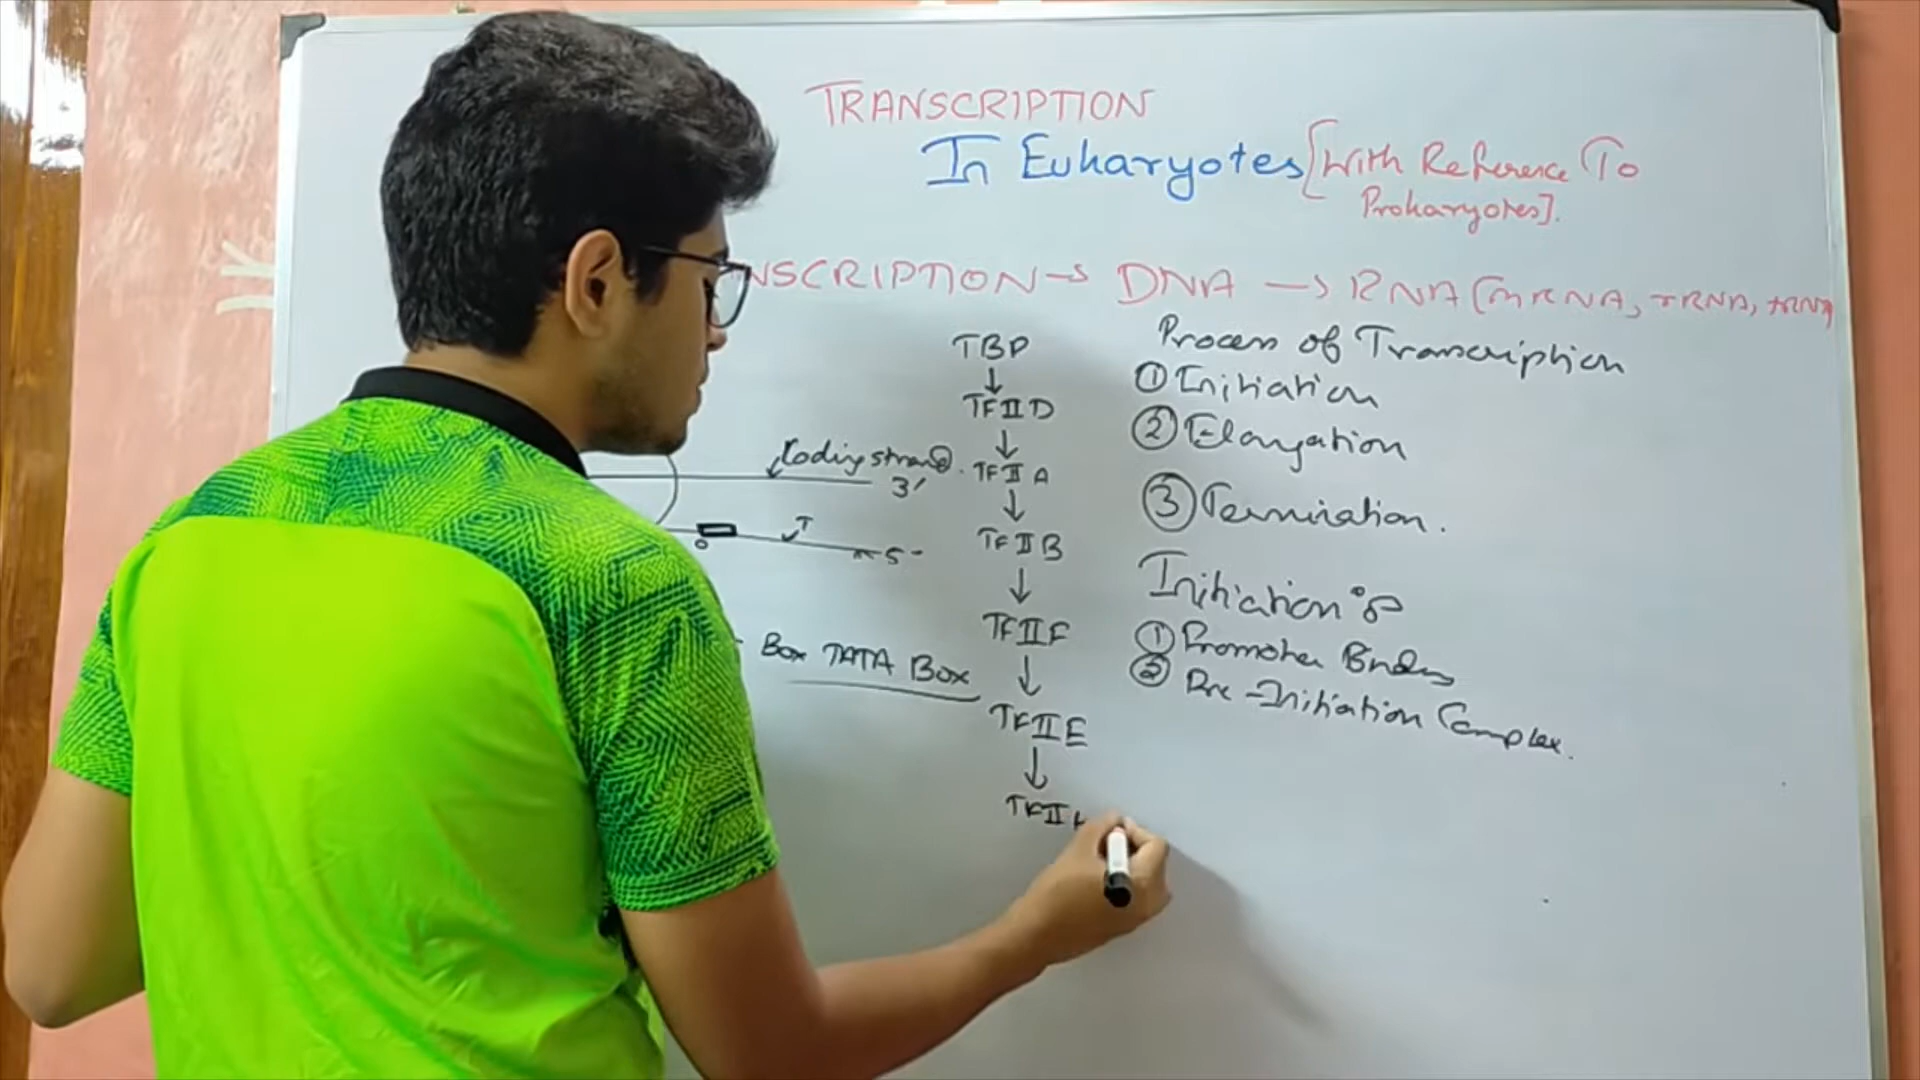 TRANSCRIPTION
In Eukaryotes [With Reference To
Prokaryotes].
NSCRIPTION → DNA → RNA (mRNA, rRNA, tRNA)
TBP
↓
TFIID
↓
TFIIA
↓
TFIIB
↓
TFIIF
↓
TFIIE
↓
TFII
Coding strand.
3'
T
5'
Box TATA Box
Process of Transcription
① Initiation
② Elongation
③ Termination.
Initiation :-
① Promoter Binding
② Pre-Initiation Complex.